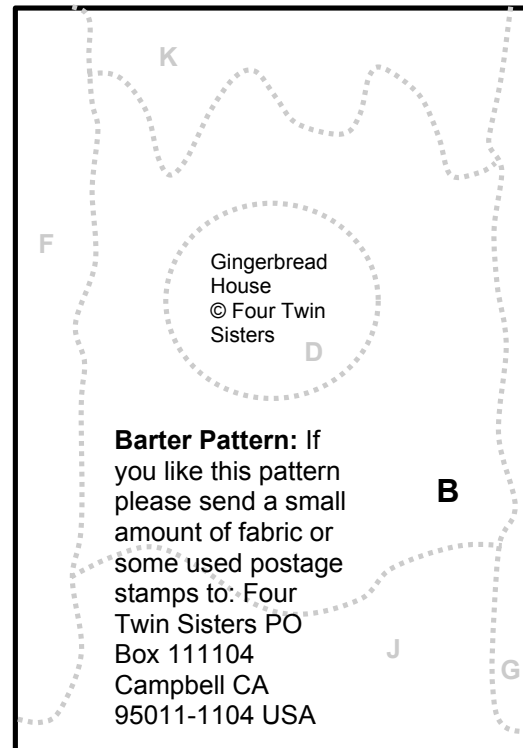 K
F
Gingerbread
House
© Four Twin
Sisters
D
Barter Pattern: If
you like this pattern
please send a small
amount of fabric or
some used postage
stamps to: Four
Twin Sisters PO
Box 111104
Campbell CA
95011-1104 USA
B
J
G